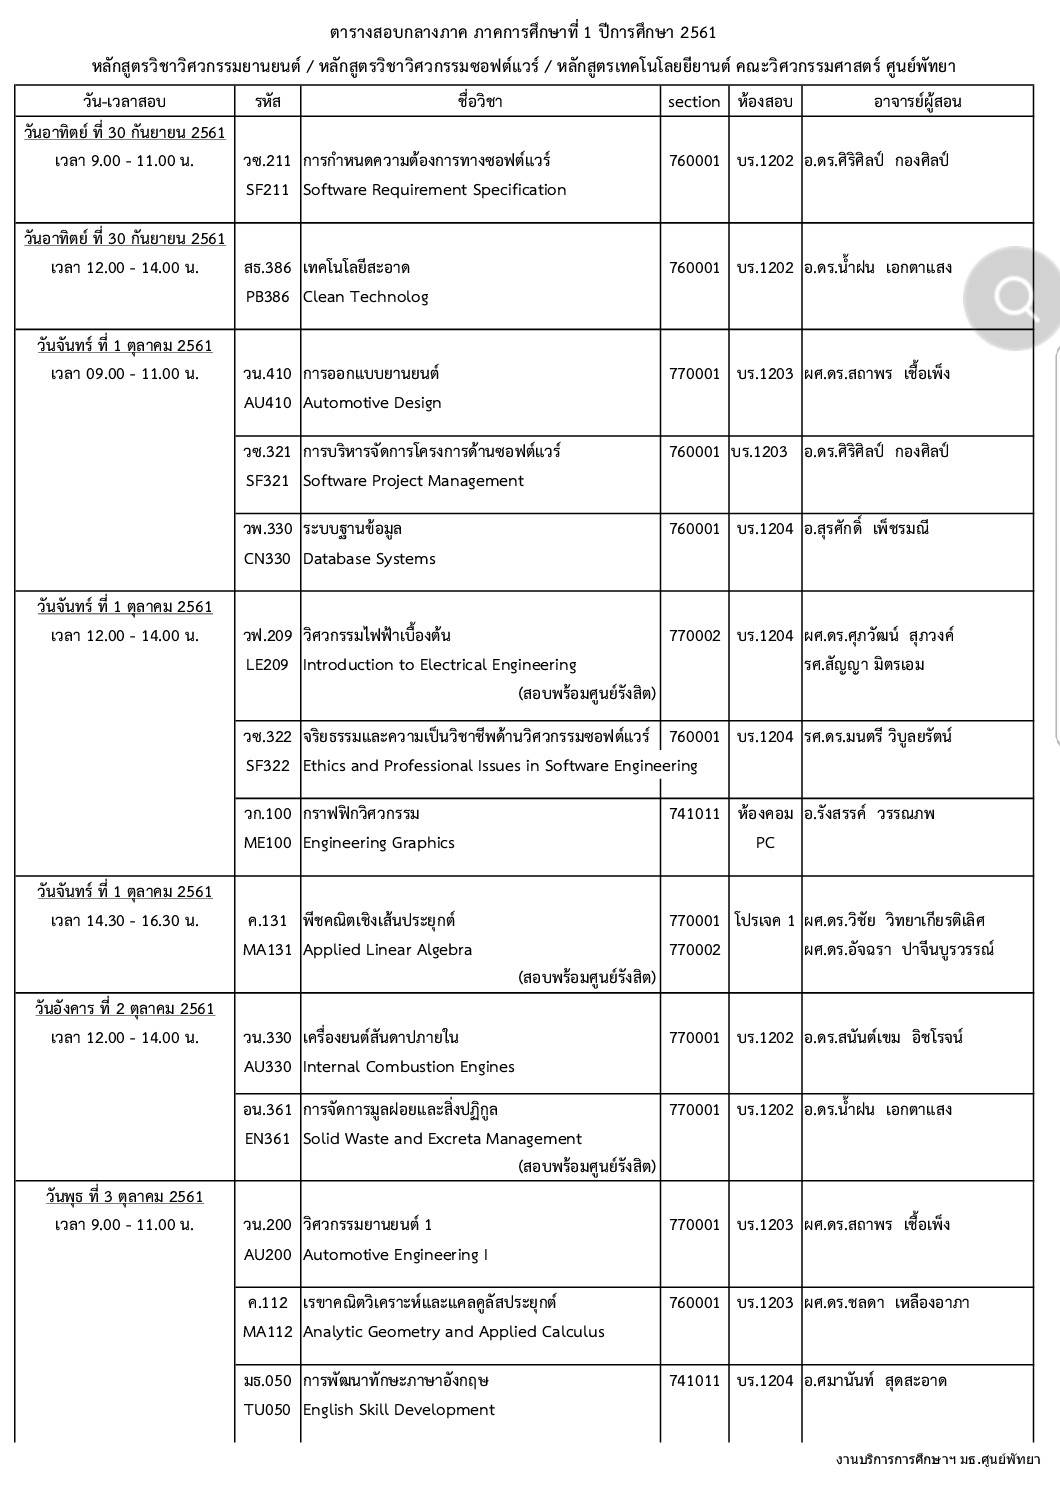 ตารางสอบกลางภาค ภาคการศึกษาที่ 1 ปีการศึกษา 2561
หลักสูตรวิชาวิศวกรรมยานยนต์ / หลักสูตรวิชาวิศวกรรมซอฟต์แวร์ / หลักสูตรเทคโนโลยียียานต์ คณะวิศวกรรมศาสตร์ ศูนย์พัทยา
วัน-เวลาสอบ รหัส ชื่อวิชา section ห้องสอบ อาจารย์ผู้สอน
วันอาทิตย์ ที่ 30 กันยายน 2561
เวลา 9.00 - 11.00 น. วซ.211 การกำหนดความต้องการทางซอฟต์แวร์ 760001 บร.1202 อ.ดร.ศิริศิลป์ กองศิลป์
SF211 Software Requirement Specification
วันอาทิตย์ ที่ 30 กันยายน 2561
เวลา 12.00 - 14.00 น. สธ.386 เทคโนโลยีสะอาด 760001 บร.1202 อ.ดร.น้ำฝน เอกตาแสง
PB386 Clean Technolog
วันจันทร์ ที่ 1 ตุลาคม 2561
เวลา 09.00 - 11.00 น. วน.410 การออกแบบยานยนต์ 770001 บร.1203 ผศ.ดร.สถาพร เชื้อเพ็ง
AU410 Automotive Design
วซ.321 การบริหารจัดการโครงการด้านซอฟต์แวร์ 760001 บร.1203 อ.ดร.ศิริศิลป์ กองศิลป์
SF321 Software Project Management
วพ.330 ระบบฐานข้อมูล 760001 บร.1204 อ.สุรศักดิ์ เพ็ชรมณี
CN330 Database Systems
วันจันทร์ ที่ 1 ตุลาคม 2561
เวลา 12.00 - 14.00 น. วฟ.209 วิศวกรรมไฟฟ้าเบื้องต้น 770002 บร.1204 ผศ.ดร.ศุภวัฒน์ สุภวงค์
LE209 Introduction to Electrical Engineering รศ.สัญญา มิตรเอม
(สอบพร้อมศูนย์รังสิต)
วซ.322 จริยธรรมและความเป็นวิชาชีพด้านวิศวกรรมซอฟต์แวร์ 760001 บร.1204 รศ.ดร.มนตรี วิบูลยรัตน์
SF322 Ethics and Professional Issues in Software Engineering
วก.100 กราฟฟิกวิศวกรรม 741011 ห้องคอม อ.รังสรรค์ วรรณภพ
ME100 Engineering Graphics PC
วันจันทร์ ที่ 1 ตุลาคม 2561
เวลา 14.30 - 16.30 น. ค.131 พีชคณิตเชิงเส้นประยุกต์ 770001 โปรเจค 1 ผศ.ดร.วิชัย วิทยาเกียรติเลิศ
MA131 Applied Linear Algebra 770002 ผศ.ดร.อัจฉรา ปาจีนบูรวรรณ์
(สอบพร้อมศูนย์รังสิต)
วันอังคาร ที่ 2 ตุลาคม 2561
เวลา 12.00 - 14.00 น. วน.330 เครื่องยนต์สันดาปภายใน 770001 บร.1202 อ.ดร.สนันต์เขม อิชโรจน์
AU330 Internal Combustion Engines
อน.361 การจัดการมูลฝอยและสิ่งปฏิกูล 770001 บร.1202 อ.ดร.น้ำฝน เอกตาแสง
EN361 Solid Waste and Excreta Management
(สอบพร้อมศูนย์รังสิต)
วันพุธ ที่ 3 ตุลาคม 2561
เวลา 9.00 - 11.00 น. วน.200 วิศวกรรมยานยนต์ 1 770001 บร.1203 ผศ.ดร.สถาพร เชื้อเพ็ง
AU200 Automotive Engineering I
ค.112 เรขาคณิตวิเคราะห์และแคลคูลัสประยุกต์ 760001 บร.1203 ผศ.ดร.ชลดา เหลืองอาภา
MA112 Analytic Geometry and Applied Calculus
มธ.050 การพัฒนาทักษะภาษาอังกฤษ 741011 บร.1204 อ.ศมานันท์ สุดสะอาด
TU050 English Skill Development
งานบริการการศึกษาฯ มธ.ศูนย์พัทยา